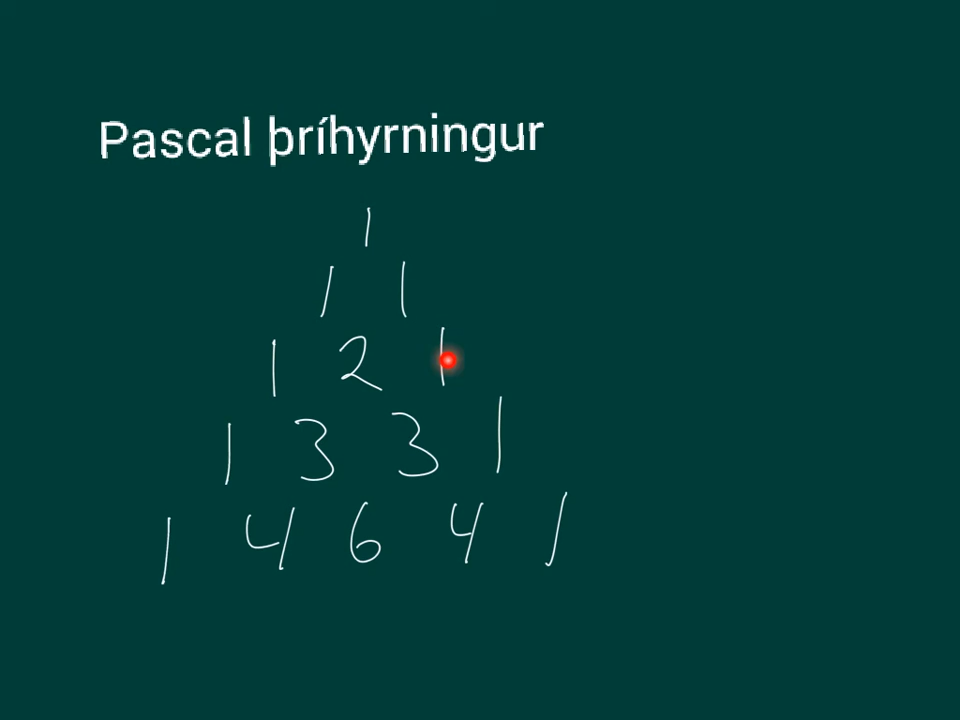 Pascal þríhyrningur
1
1 1
1 2 1
1 3 3 1
1 4 6 4 1